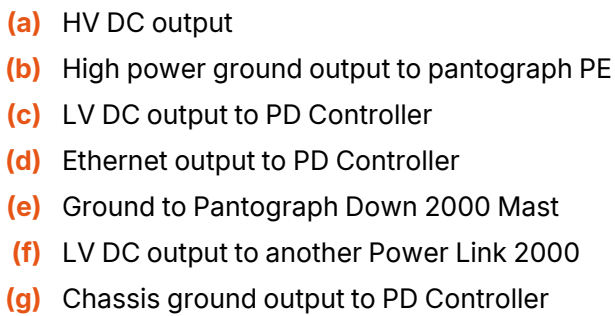 (a) HV DC output
(b) High power ground output to pantograph PE
(c) LV DC output to PD Controller
(d) Ethernet output to PD Controller
(e) Ground to Pantograph Down 2000 Mast
(f) LV DC output to another Power Link 2000
(g) Chassis ground output to PD Controller